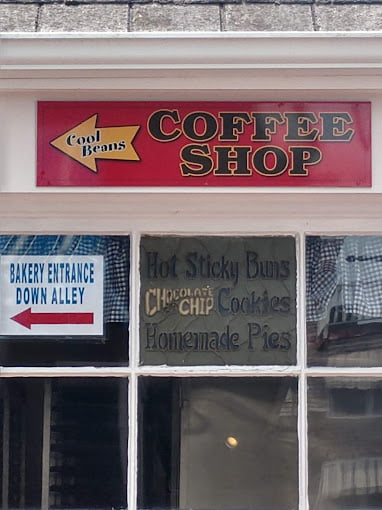 Cool
Beans
COFFEE
SHOP
BAKERY ENTRANCE
DOWN ALLEY
Hot Sticky Buns
CHOCOLATE
CHIP Cookies
Homemade Pies